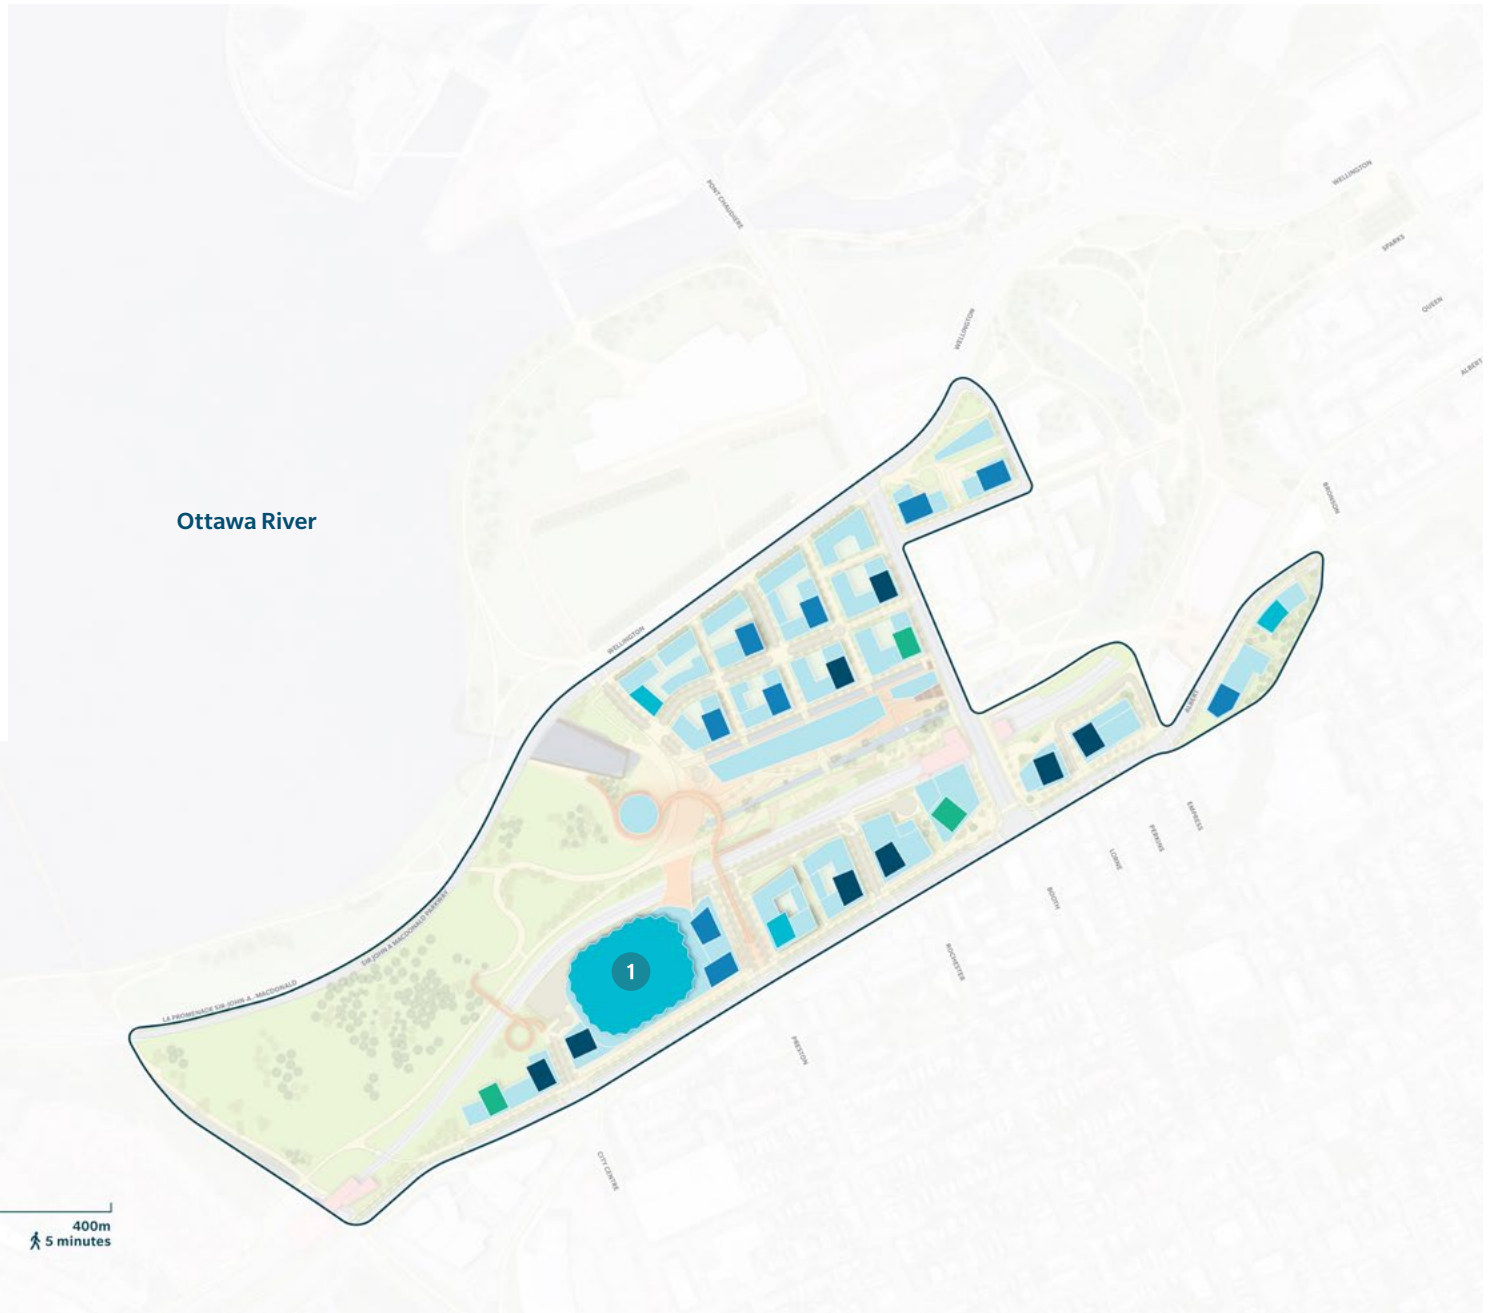 WELLINGTON
PONT CHAUDIERE
SPARKS
QUEEN
WELLINGTON
ALBERT
BRONSON
Ottawa River
WELLINGTON
ALBERT
EMPRESS
PERKINS
LORNE
BOOTH
SIR JOHN A MACDONALD PARKWAY
ROCHESTER
1
LA PROMENADE SIR-JOHN-A.-MACDONALD
PRESTON
CITY CENTRE
400m
5 minutes